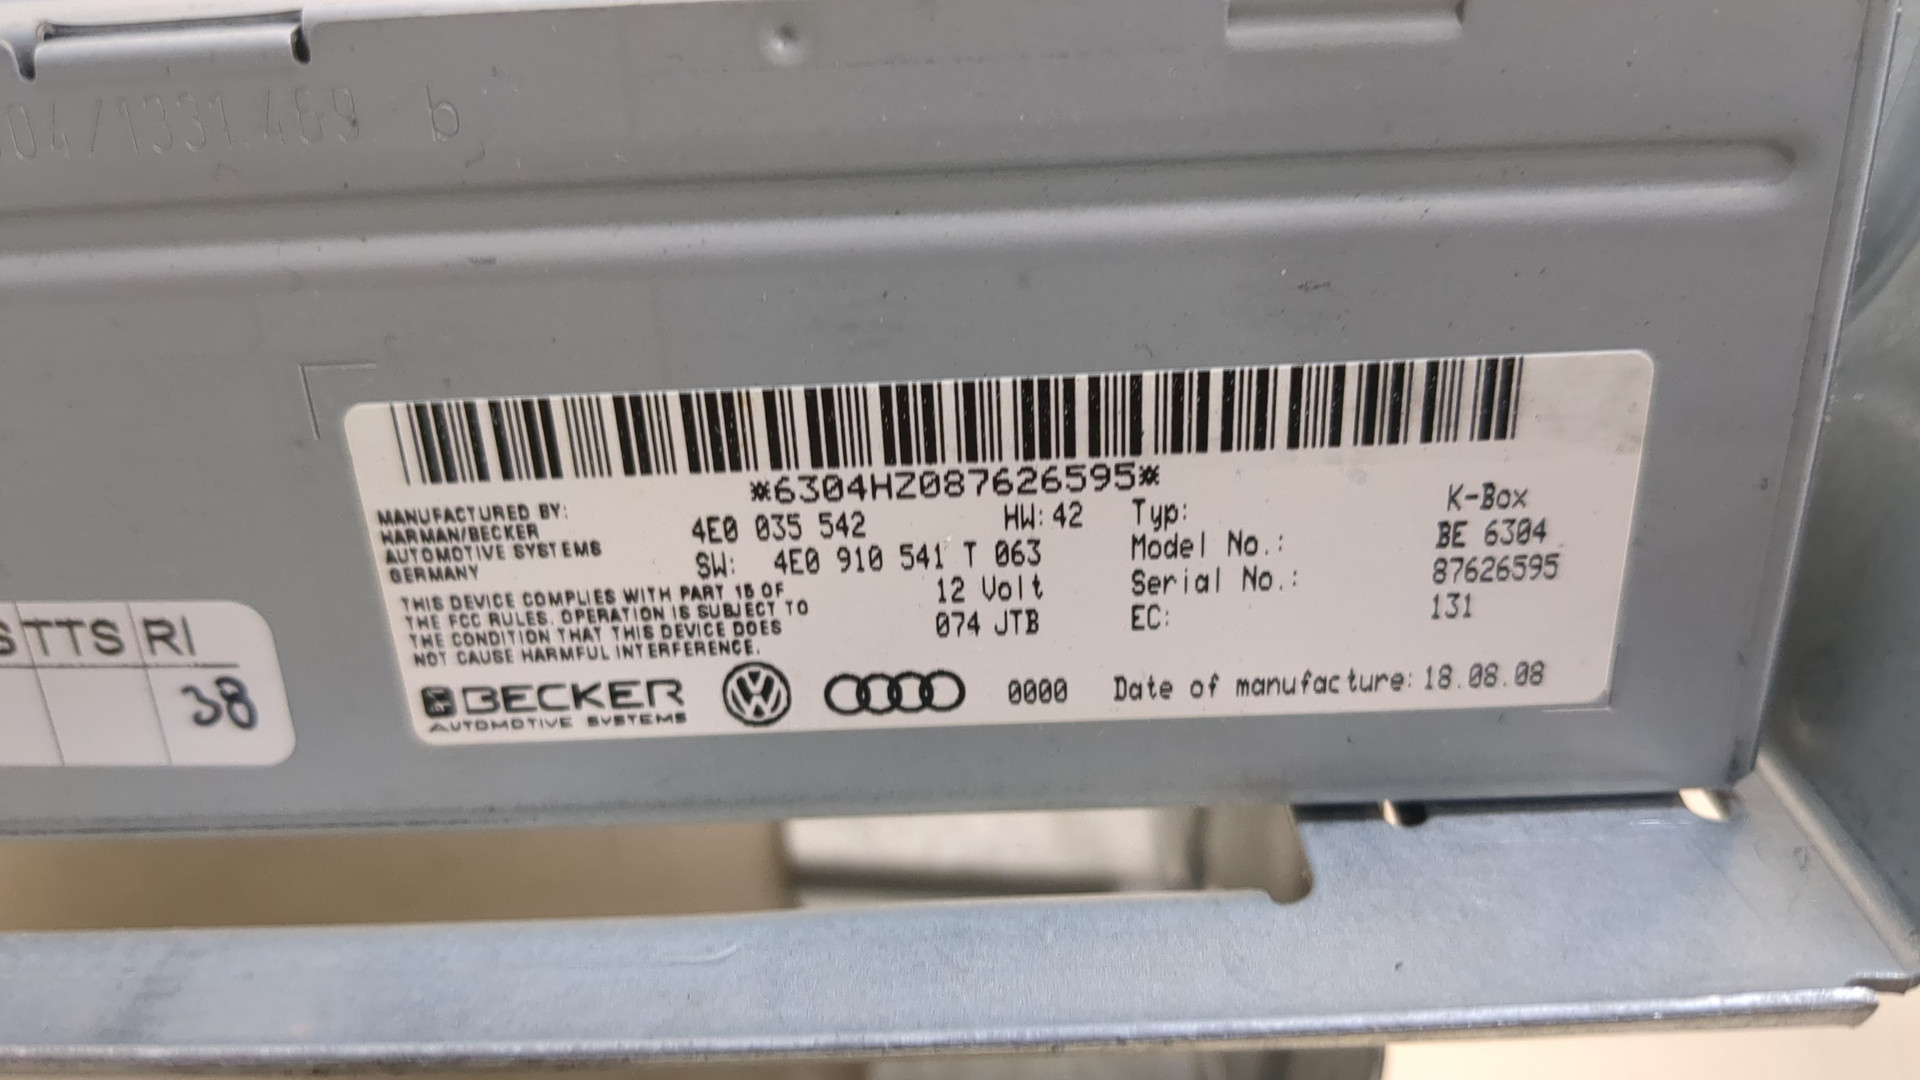 04/1331.469 b
*6304HZ087626595*
MANUFACTURED BY:
HARMAN/BECKER
AUTOMOTIVE SYSTEMS
GERMANY
4E0 035 542 HW: 42
SW: 4E0 910 541 T 063
12 Volt
074 JTB
Typ: K-Box
Model No.: BE 6304
Serial No.: 87626595
EC: 131
THIS DEVICE COMPLIES WITH PART 15 OF
THE FCC RULES. OPERATION IS SUBJECT TO
THE CONDITION THAT THIS DEVICE DOES
NOT CAUSE HARMFUL INTERFERENCE.
BECKER
AUTOMOTIVE SYSTEMS
0000 Date of manufacture: 18.08.08
STTS RI
38